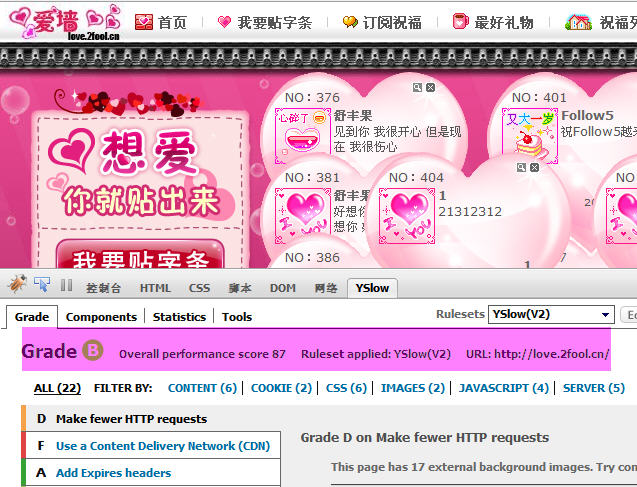 爱墙
love.2fool.cn
首页
我要贴字条
订阅祝福
最好礼物
祝福
NO：376
心碎了
舒丰果
见到你 我很开心 但是现
在 我很伤心
NO：401
又大一岁
Follow5
祝Follow5越来
想爱
你就贴出来
我要贴字条
NO：381
舒丰果
好想你
想你
NO：404
I YOU
1
21312312
NO：386
1
控制台 HTML CSS 脚本 DOM 网络 YSlow
Grade Components Statistics Tools Rulesets YSlow(V2)
Grade B Overall performance score 87 Ruleset applied: YSlow(V2) URL: http://love.2fool.cn/
ALL (22) FILTER BY: CONTENT (6) COOKIE (2) CSS (6) IMAGES (2) JAVASCRIPT (4) SERVER (5)
D Make fewer HTTP requests
F Use a Content Delivery Network (CDN)
A Add Expires headers
Grade D on Make fewer HTTP requests
This page has 17 external background images. Try com